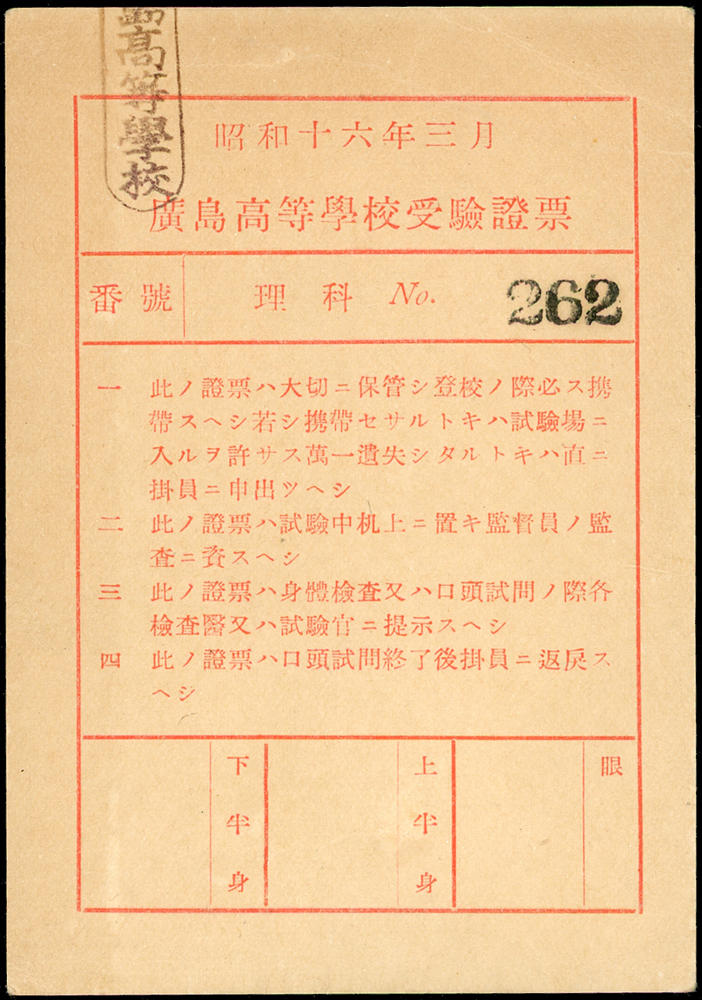 高等學校
昭和十六年三月
廣島高等學校受驗證票
番號 理科 No. 262
一 此ノ證票ハ大切ニ保管シ登校ノ際必ス携
帶スヘシ若シ携帶セサルトキハ試驗場ニ
入ルヲ許サス萬一遺失シタルトキハ直ニ
掛員ニ申出ツヘシ
二 此ノ證票ハ試驗中机上ニ置キ監督員ノ監
査ニ資スヘシ
三 此ノ證票ハ身體檢査又ハ口頭試問ノ際各
檢査醫又ハ試驗官ニ提示スヘシ
四 此ノ證票ハ口頭試問終了後掛員ニ返戾ス
ヘシ
眼
上半身
下半身